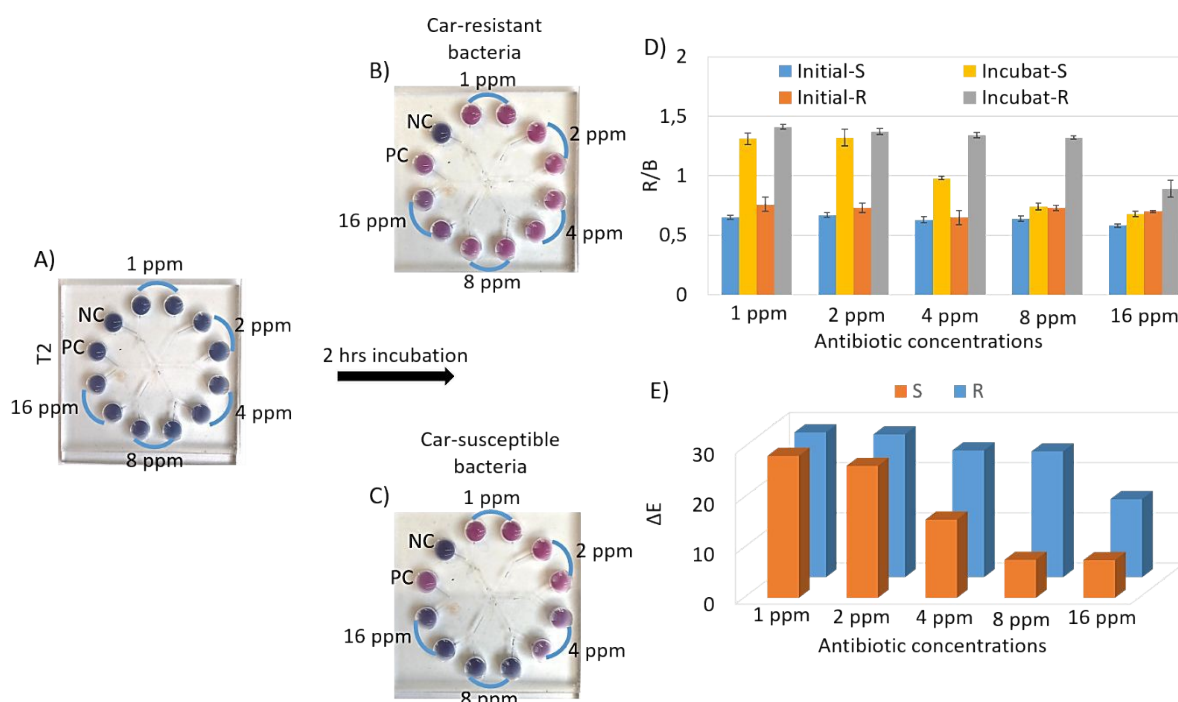 A)
T2
1 ppm
NC
2 ppm
PC
16 ppm
4 ppm
8 ppm
2 hrs incubation
Car-resistant
bacteria
B)
1 ppm
NC
2 ppm
PC
16 ppm
4 ppm
8 ppm
Car-susceptible
bacteria
C)
1 ppm
NC
2 ppm
PC
16 ppm
4 ppm
8 ppm
D)
2
1,5
1
0,5
0
R/B
Initial-S
Incubat-S
Initial-R
Incubat-R
1 ppm
2 ppm
4 ppm
8 ppm
16 ppm
Antibiotic concentrations
E)
S
R
30
20
10
0
ΔE
1 ppm
2 ppm
4 ppm
8 ppm
16 ppm
Antibiotic concentrations